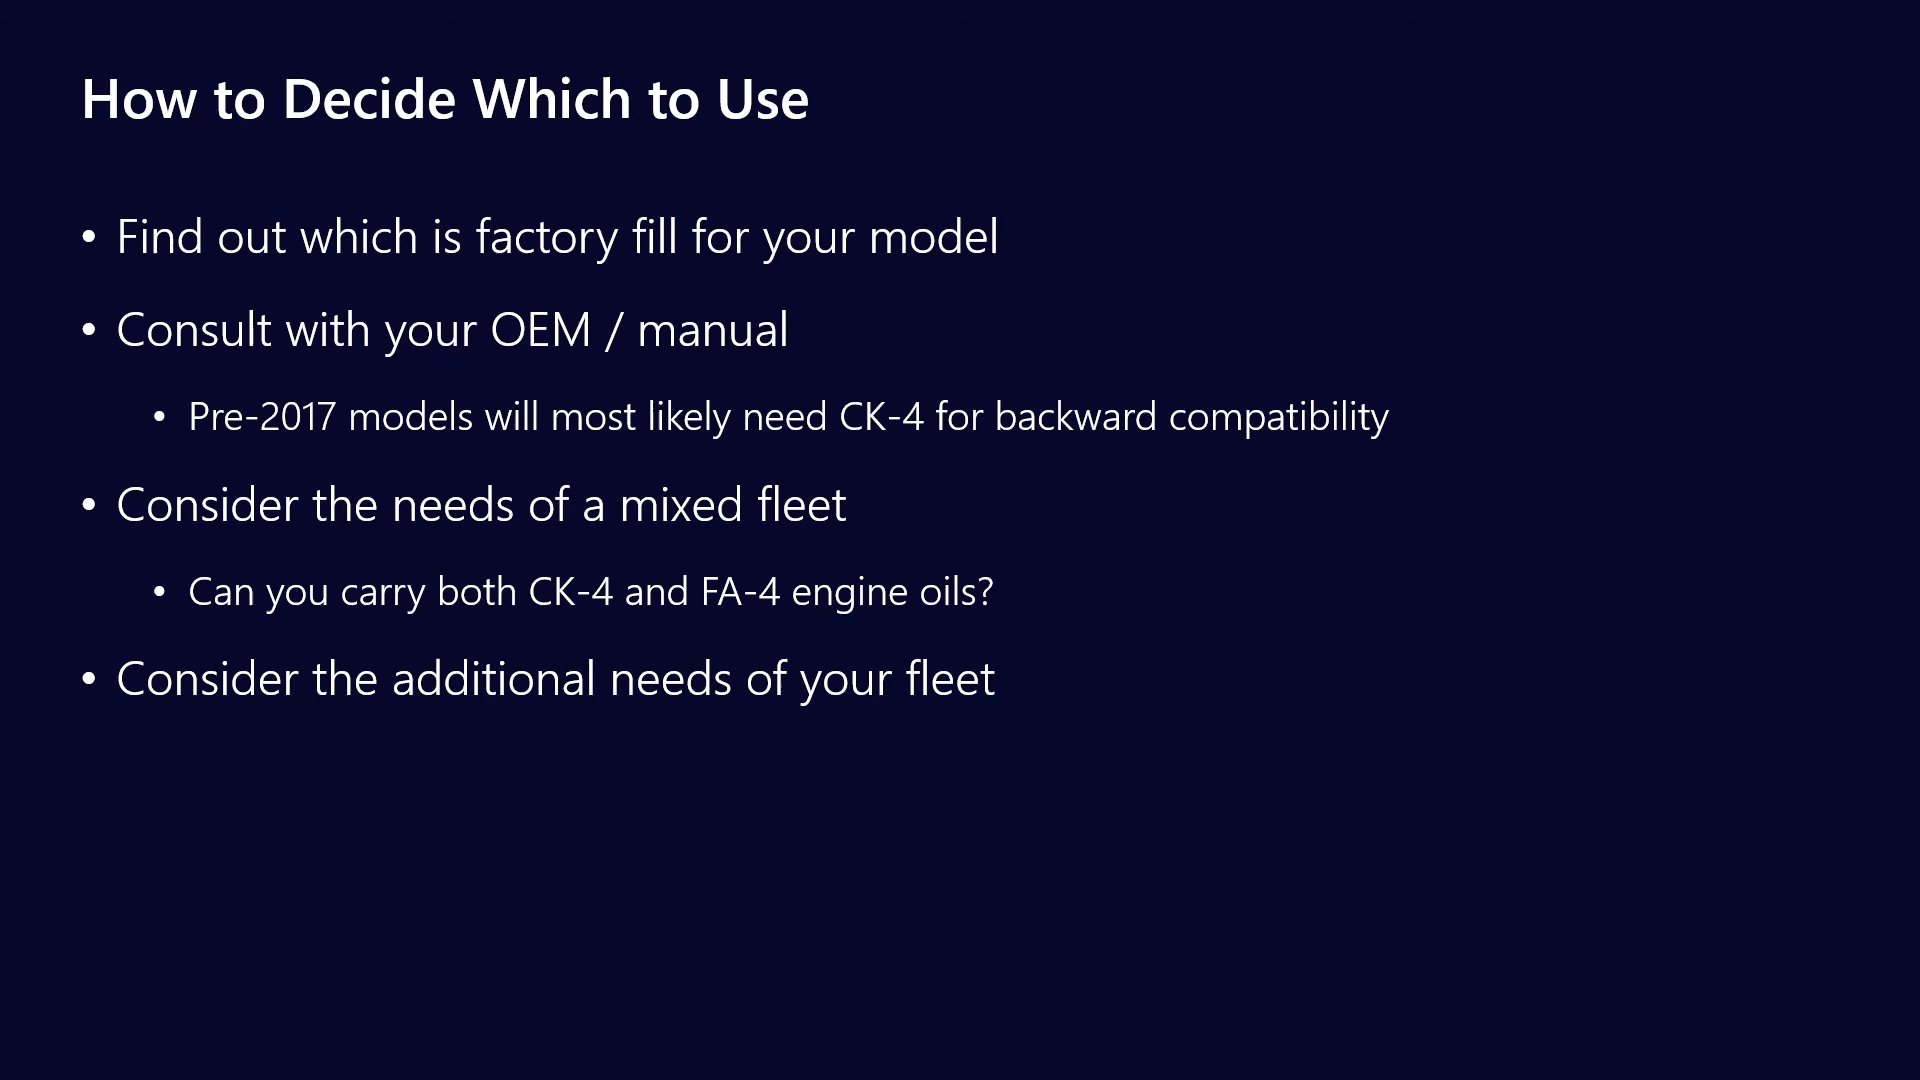 How to Decide Which to Use
• Find out which is factory fill for your model
• Consult with your OEM / manual
• Pre-2017 models will most likely need CK-4 for backward compatibility
• Consider the needs of a mixed fleet
• Can you carry both CK-4 and FA-4 engine oils?
• Consider the additional needs of your fleet